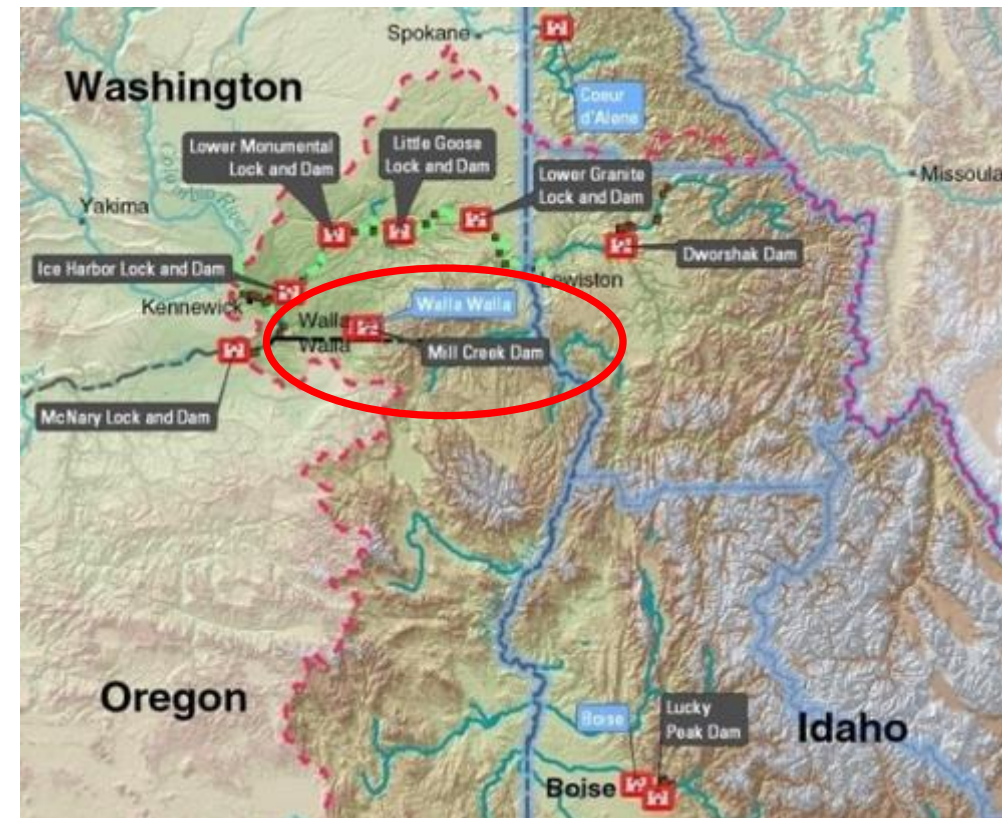 Spokane
Washington
Coeur
d'Alene
Lower Monumental
Lock and Dam
Little Goose
Lock and Dam
Lower Granite
Lock and Dam
Missoula
Yakima
Columbia River
Dworshak Dam
Ice Harbor Lock and Dam
Lewiston
Kennewick
Walla Walla
Walla
Walla
Mill Creek Dam
McNary Lock and Dam
Oregon
Boise
Lucky
Peak Dam
Idaho
Boise